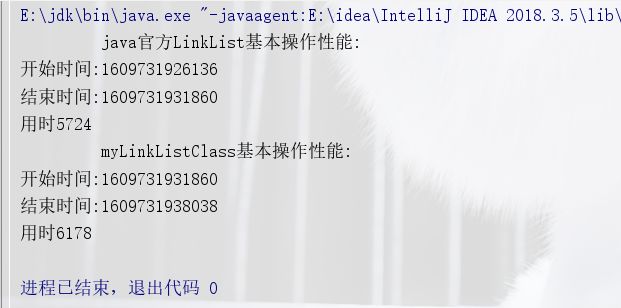 E:\jdk\bin\java.exe "-javaagent:E:\idea\IntelliJ IDEA 2018.3.5\lib\
java官方LinkList基本操作性能:
开始时间:1609731926136
结束时间:1609731931860
用时5724
myLinkListClass基本操作性能:
开始时间:1609731931860
结束时间:1609731938038
用时6178
进程已结束，退出代码 0